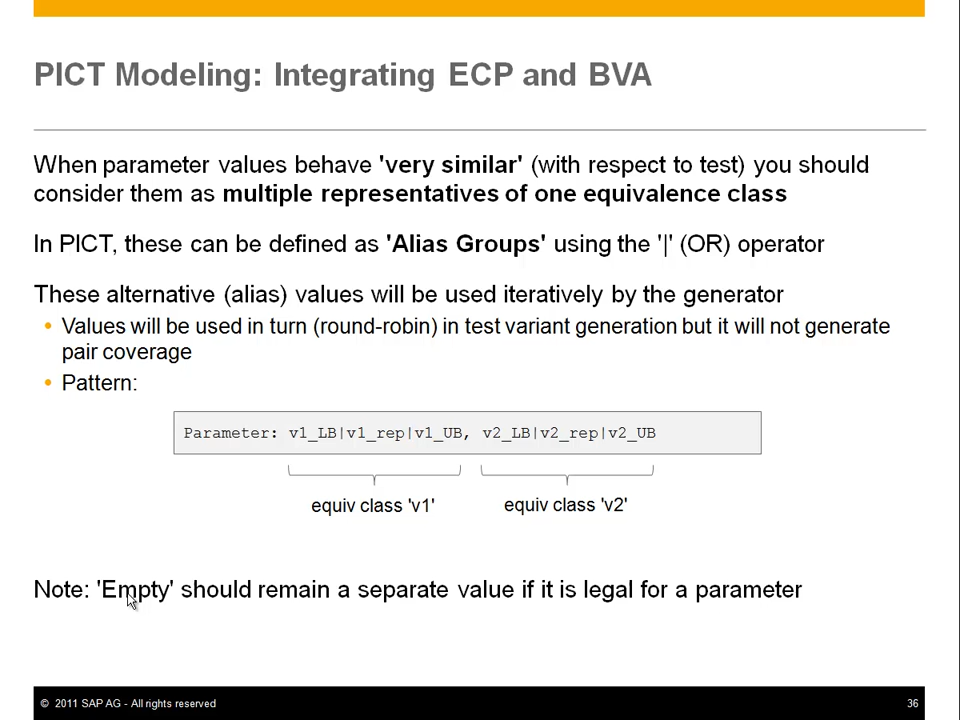 PICT Modeling: Integrating ECP and BVA
When parameter values behave 'very similar' (with respect to test) you should
consider them as multiple representatives of one equivalence class
In PICT, these can be defined as 'Alias Groups' using the '|' (OR) operator
These alternative (alias) values will be used iteratively by the generator
• Values will be used in turn (round-robin) in test variant generation but it will not generate
pair coverage
• Pattern:
Parameter: v1_LB|v1_rep|v1_UB, v2_LB|v2_rep|v2_UB
equiv class 'v1' equiv class 'v2'
Note: 'Empty' should remain a separate value if it is legal for a parameter
© 2011 SAP AG - All rights reserved 36